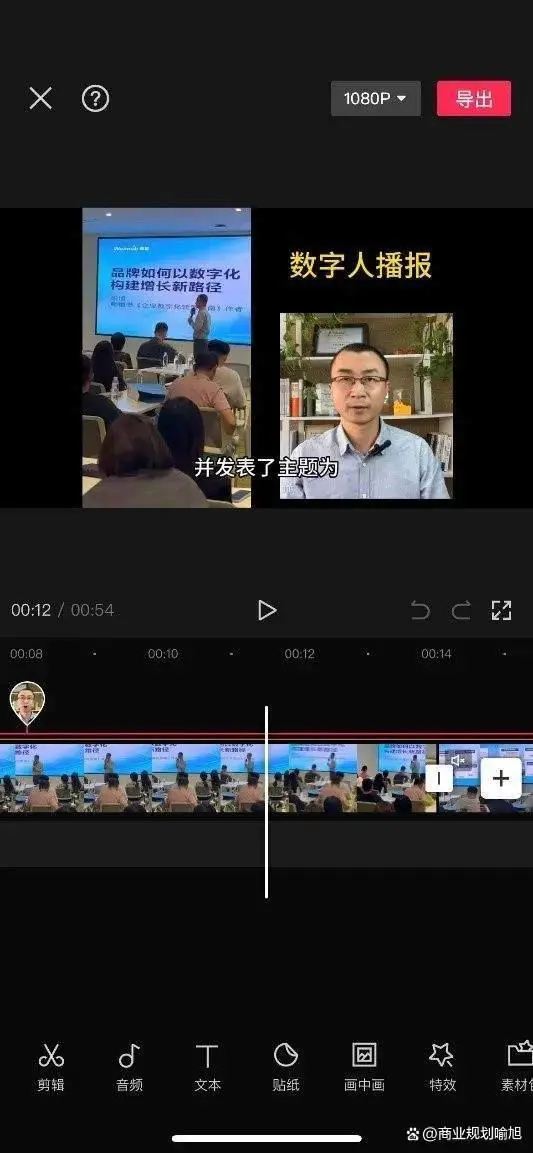 1080P
导出
品牌如何以数字化
构建增长新路径
数字人播报
并发表了主题为
00:12 / 00:54
00:08
00:10
00:12
00:14
剪辑
音频
文本
贴纸
画中画
特效
素材
@商业规划喻旭